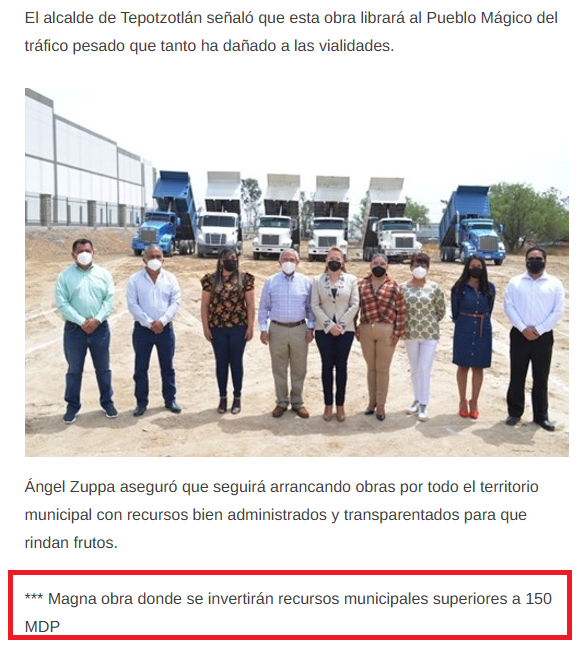 El alcalde de Tepotzotlán señaló que esta obra librará al Pueblo Mágico del
tráfico pesado que tanto ha dañado a las vialidades.
Ángel Zuppa aseguró que seguirá arrancando obras por todo el territorio
municipal con recursos bien administrados y transparentados para que
rindan frutos.
*** Magna obra donde se invertirán recursos municipales superiores a 150
MDP